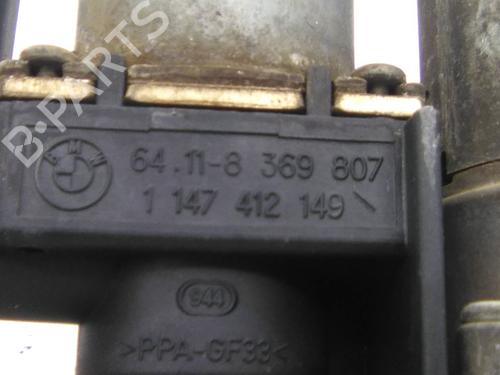 B-PARTS
BMW
64.11-8 369 807
1 147 412 149
944
>PPA-GF33<